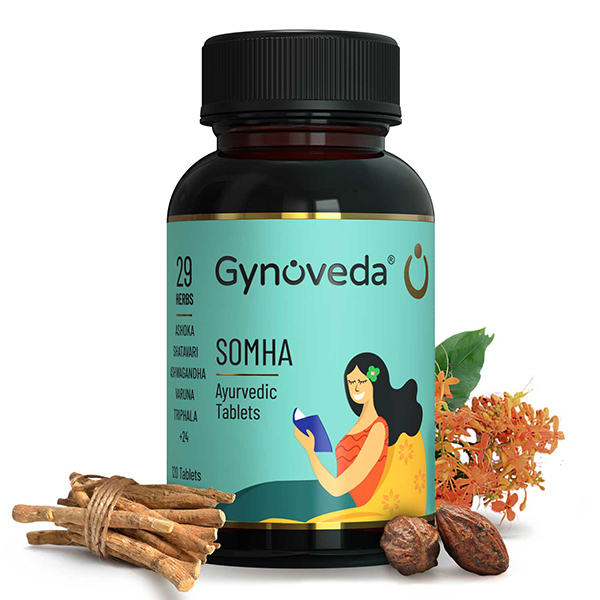 29
HERBS
ASHOKA
SHATAVARI
ASHWAGANDHA
VARUNA
TRIPHALA
+24
120 Tablets
Gynoveda®
SOMHA
Ayurvedic
Tablets